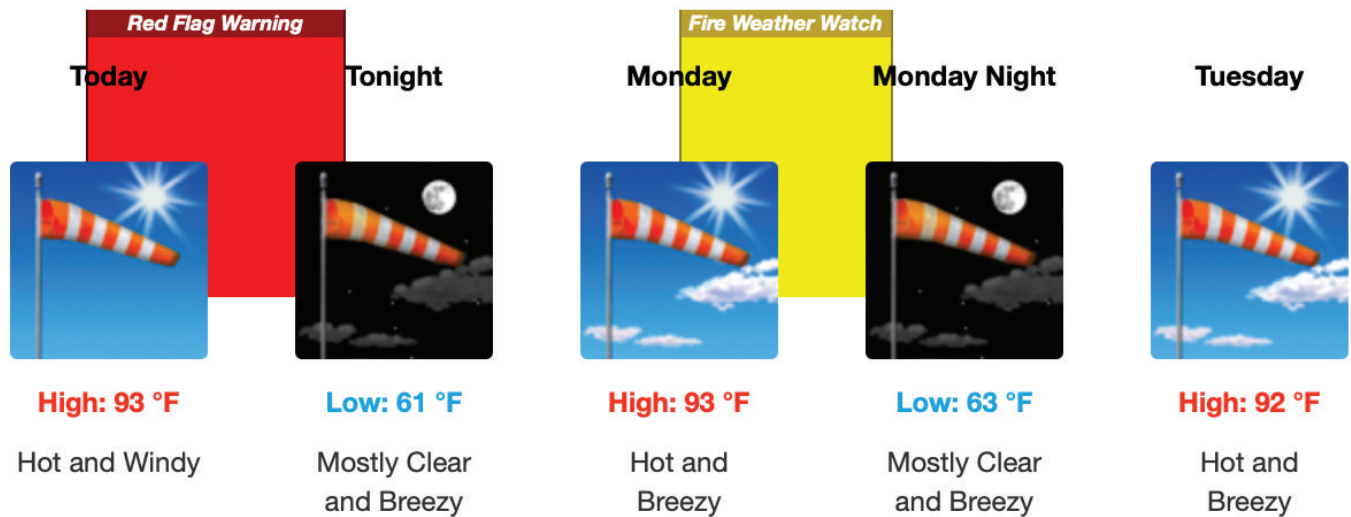 Red Flag Warning
Fire Weather Watch
Today
Tonight
Monday
Monday Night
Tuesday
High: 93 °F
Low: 61 °F
High: 93 °F
Low: 63 °F
High: 92 °F
Hot and Windy
Mostly Clear
and Breezy
Hot and
Breezy
Mostly Clear
and Breezy
Hot and
Breezy